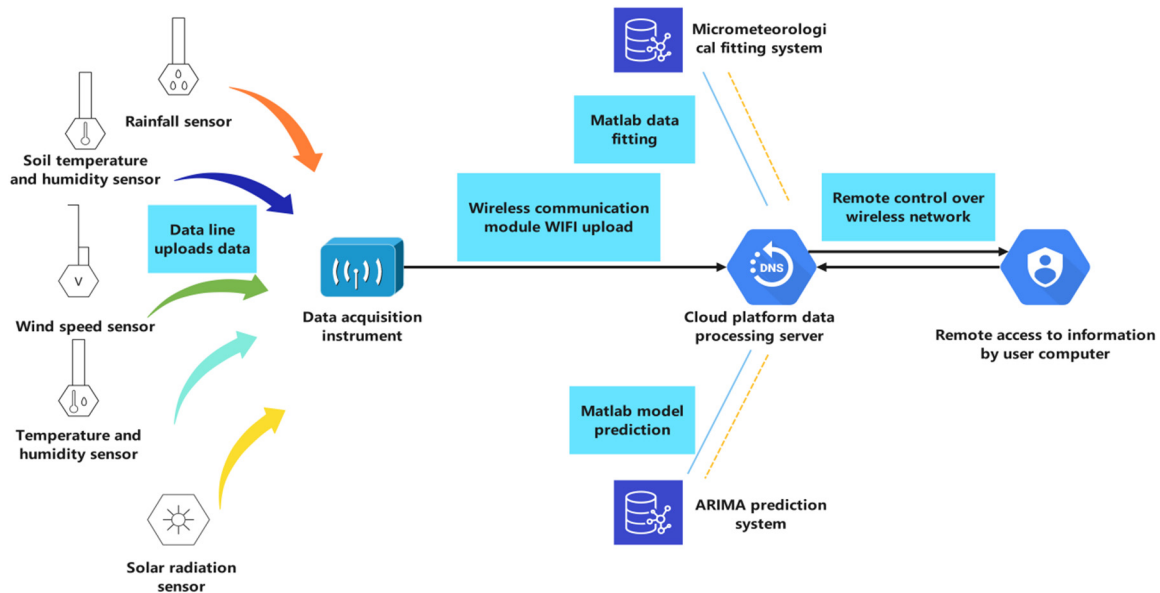 Rainfall sensor
Soil temperature
and humidity sensor
Data line
uploads data
V
Wind speed sensor
Temperature and
humidity sensor
Solar radiation
sensor
Data acquisition
instrument
Wireless communication
module WIFI upload
Micrometeorologi
cal fitting system
Matlab data
fitting
DNS
Cloud platform data
processing server
Remote control over
wireless network
Remote access to information
by user computer
Matlab model
prediction
ARIMA prediction
system